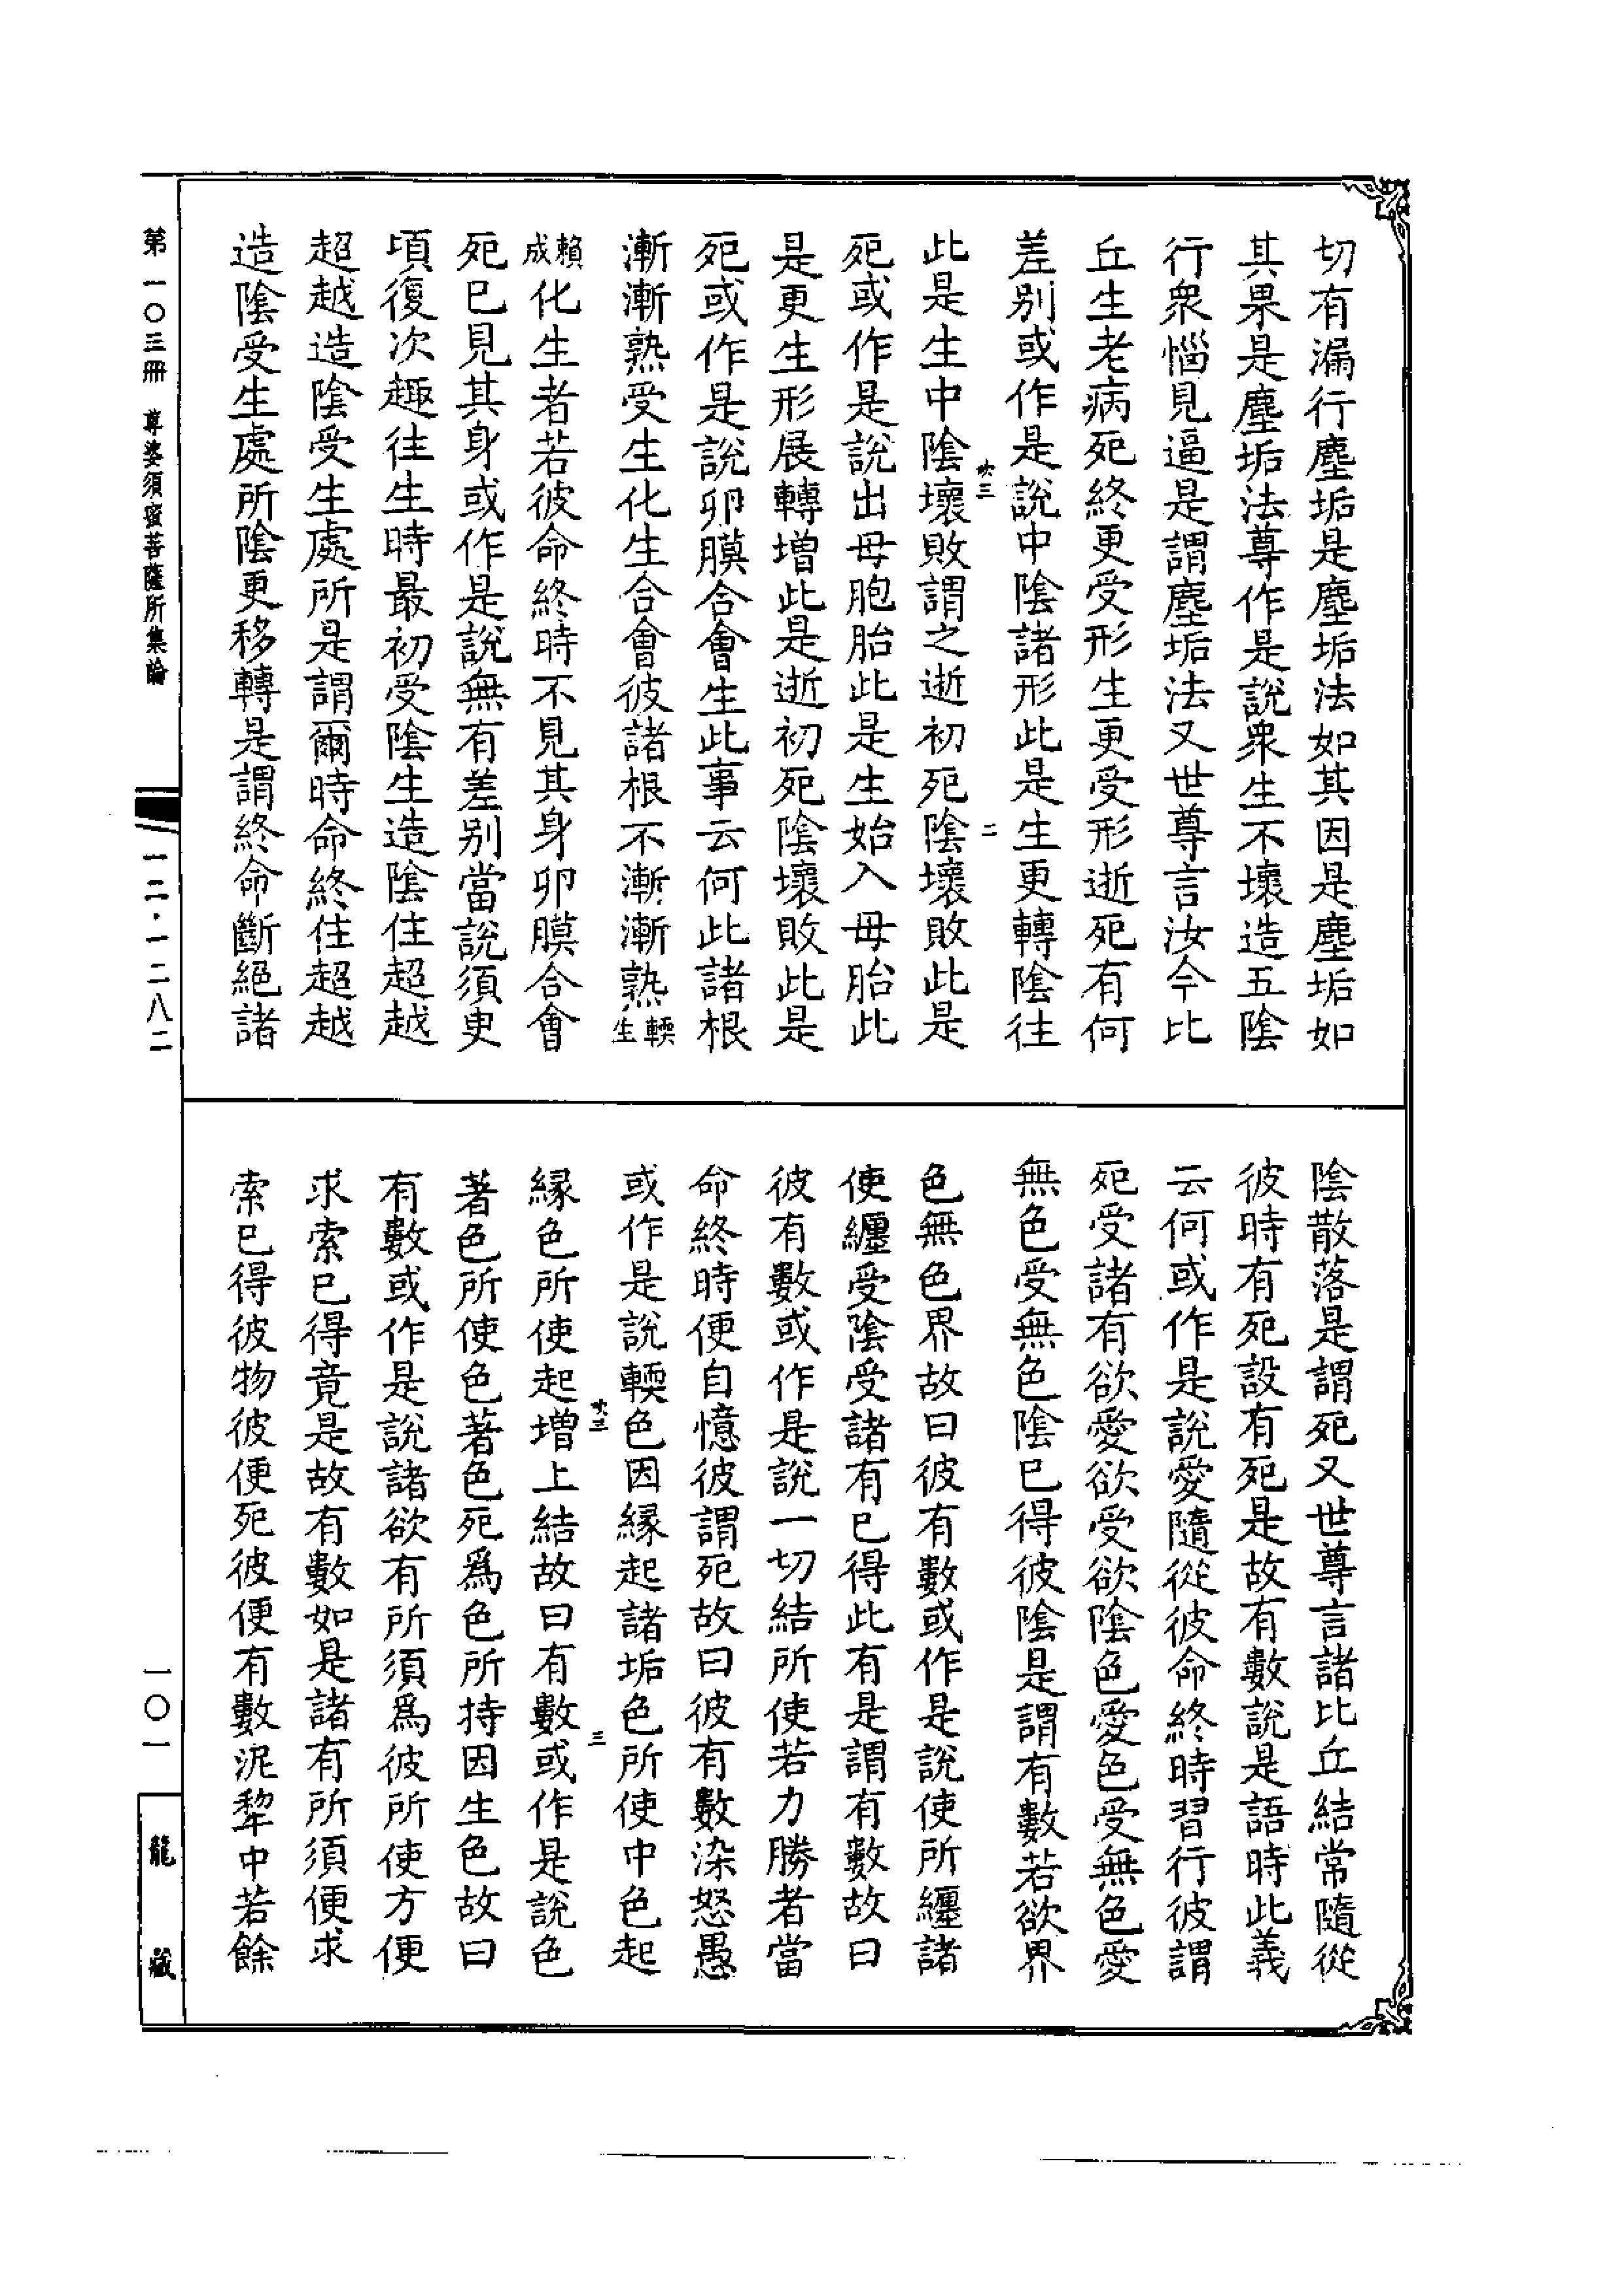 切有漏行塵垢是塵垢法如其因是塵垢如
其果是塵垢法尊作是説衆生不壞造五陰
行衆惱見逼是謂塵垢法又世尊言汝今比
丘生老病死終更受形生更受形逝死有何
差别或作是説中陰諸形此是生更轉陰往
吹三
二
此是生中陰壞敗謂之逝初死陰壞敗此是
死或作是説出母胞胎此是生始入母胎此
是更生形展轉増此是逝初死陰壞敗此是
死或作是説卵膜合會生此事云何此諸根
漸漸熟受生化生合會彼諸根不漸漸熟輭生
賴成化生者若彼命終時不見其身卵膜合會
死已見其身或作是説無有差别當説須臾
頃復次趣往生時最初受陰生造陰住超越
超越造陰受生處所是謂爾時命終住超越
造陰受生處所陰更移轉是謂終命斷絕諸
陰散落是謂死又世尊言諸比丘結常隨從
彼時有死設有死是故有數説是語時此義
云何或作是説愛隨從彼命終時習行彼謂
死受諸有欲愛欲受欲陰色愛色受無色愛
無色受無色陰已得彼陰是謂有數若欲界
色無色界故曰彼有數或作是説使所纏諸
使纏受陰受諸有已得此有是謂有數故曰
彼有數或作是説一切結所使若力勝者當
命終時便自憶彼謂死故曰彼有數染怒愚
或作是説輭色因緣起諸垢色所使中色起
吹三
三
緣色所使起増上結故曰有數或作是説色
著色所使色著色死爲色所持因生色故曰
有數或作是説諸欲有所須爲彼所使方便
求索已得竟是故有數如是諸有所須便求
索已得彼物彼便死彼便有數泥犂中若餘
第一〇三冊 尊婆須蜜菩薩所集論
一二·一二八二
一〇一
龍藏